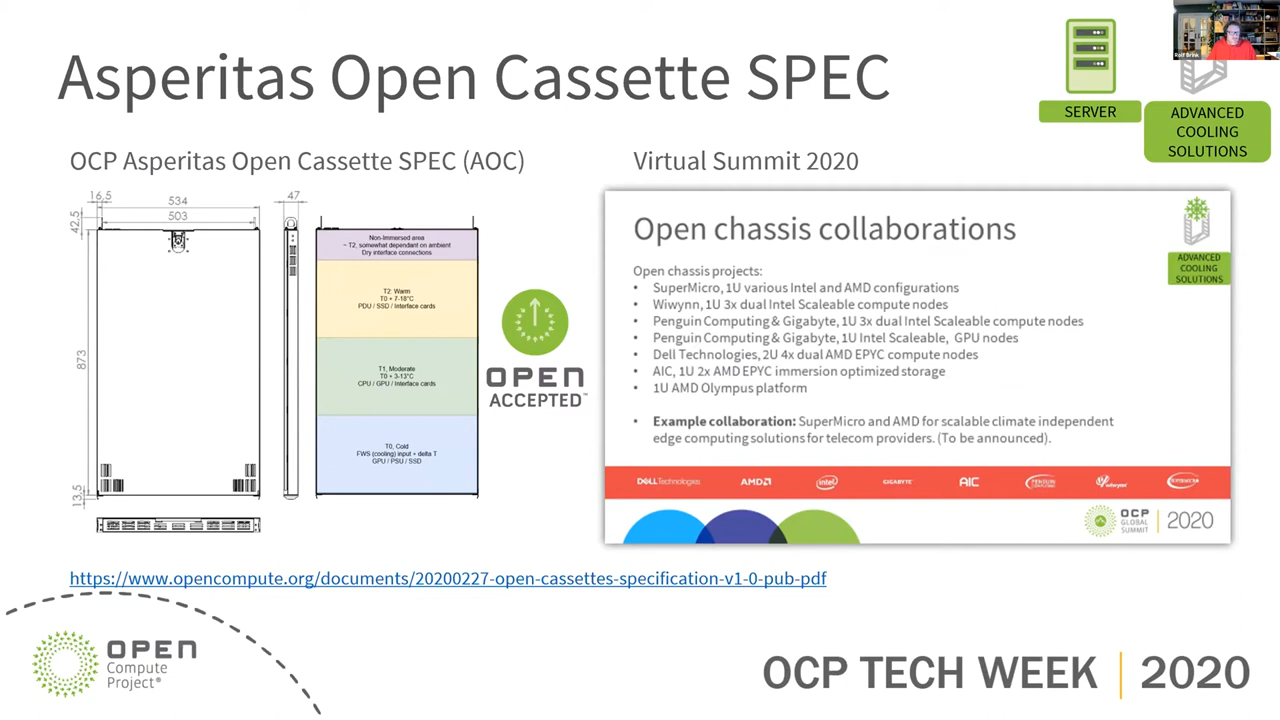 Asperitas Open Cassette SPEC
SERVER
Rolf Brink
ADVANCED
COOLING
SOLUTIONS
OCP Asperitas Open Cassette SPEC (AOC)
16,5
534
503
47
42,5
873
13,5
Non-Immersed area
~ T2, somewhat dependant on ambient
Dry interface connections
T2: Warm
T0 + 7-18°C
PDU / SSD / Interface cards
T1, Moderate
T0 + 3-13°C
CPU / GPU / Interface cards
T0, Cold
FWS (cooling) input + delta T
GPU / PSU / SSD
OPEN
ACCEPTED™
Virtual Summit 2020
Open chassis collaborations
ADVANCED
COOLING
SOLUTIONS
Open chassis projects:
• SuperMicro, 1U various Intel and AMD configurations
• Wiwynn, 1U 3x dual Intel Scaleable compute nodes
• Penguin Computing & Gigabyte, 1U 3x dual Intel Scaleable compute nodes
• Penguin Computing & Gigabyte, 1U Intel Scaleable, GPU nodes
• Dell Technologies, 2U 4x dual AMD EPYC compute nodes
• AIC, 1U 2x AMD EPYC immersion optimized storage
• 1U AMD Olympus platform
• Example collaboration: SuperMicro and AMD for scalable climate independent
edge computing solutions for telecom providers. (To be announced).
DELLTechnologies AMD intel GIGABYTE AIC PENGUIN COMPUTING
OCP
GLOBAL
SUMMIT
2020
https://www.opencompute.org/documents/20200227-open-cassettes-specification-v1-0-pub-pdf
OPEN
Compute
Project®
OCP TECH WEEK | 2020